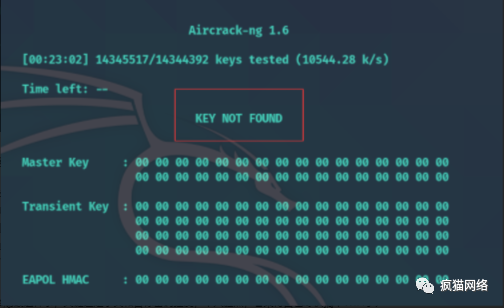 Aircrack-ng 1.6
[00:23:02] 14345517/14344392 keys tested (10544.28 k/s)
Time left: --
KEY NOT FOUND
Master Key : 00 00 00 00 00 00 00 00 00 00 00 00 00 00 00 00
00 00 00 00 00 00 00 00 00 00 00 00 00 00 00 00
Transient Key : 00 00 00 00 00 00 00 00 00 00 00 00 00 00 00 00
00 00 00 00 00 00 00 00 00 00 00 00 00 00 00 00
00 00 00 00 00 00 00 00 00 00 00 00 00 00 00 00
00 00 00 00 00 00 00 00 00 00 00 00 00 00 00 00
EAPOL HMAC : 00 00 00 00 00 00 00 00 00 00 00 00 00 00 00 00
疯猫网络